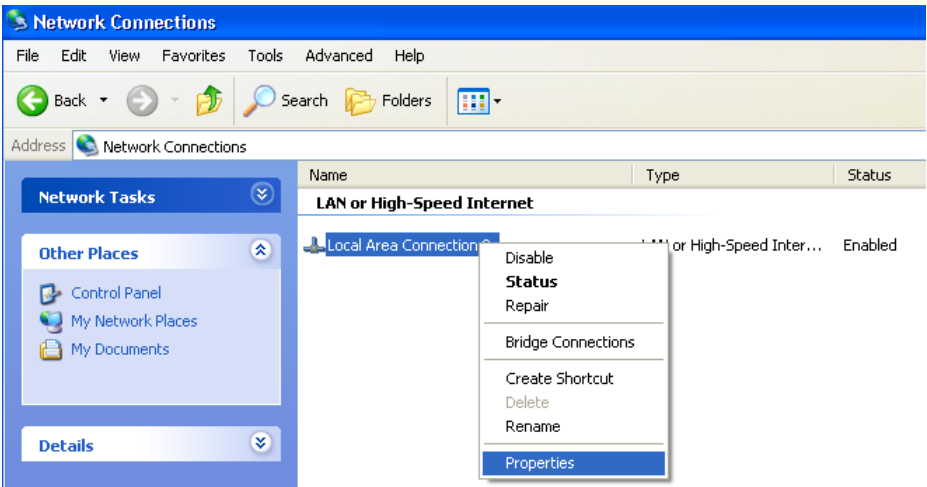 Network Connections
File Edit View Favorites Tools Advanced Help
Back Search Folders
Address Network Connections
Name Type Status
Network Tasks
LAN or High-Speed Internet
Other Places
Local Area Connection or High-Speed Inter... Enabled
Control Panel
My Network Places
My Documents
Details
Disable
Status
Repair
Bridge Connections
Create Shortcut
Delete
Rename
Properties